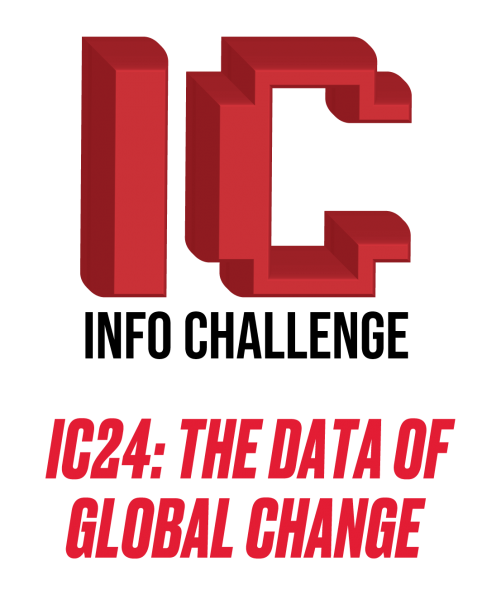 IC
INFO CHALLENGE
IC24: THE DATA OF
GLOBAL CHANGE